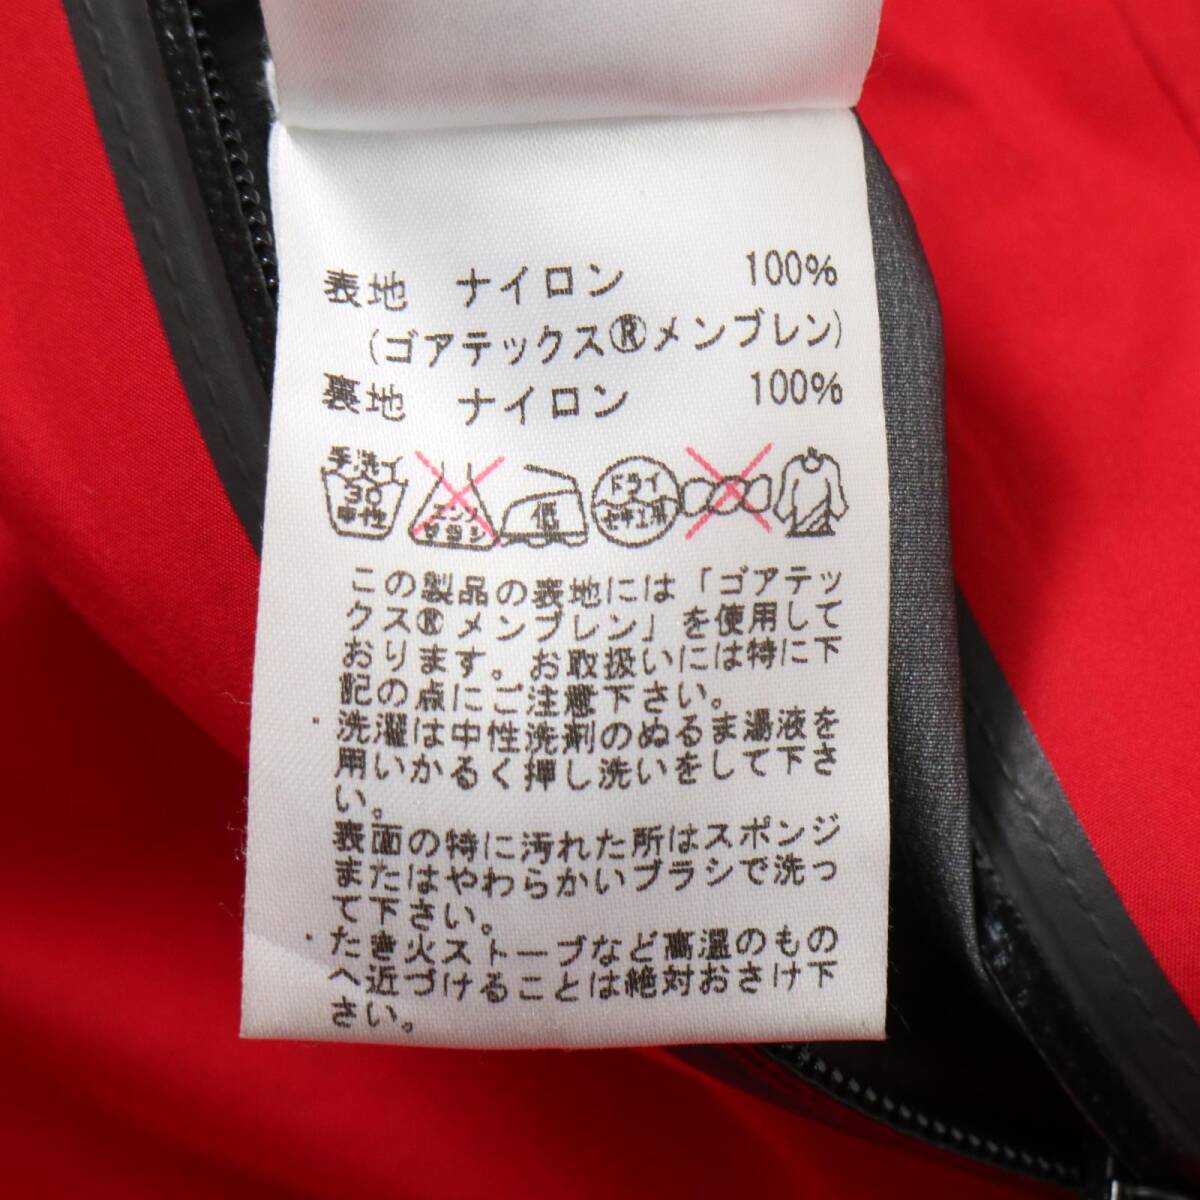 表地　ナイロン　100%
(ゴアテックス®メンブレン)
裏地　ナイロン　100%
手洗イ 30 中性
エンソ サラシ
低
ドライ
セキユ系
この製品の表地には「ゴアテッ
クス®メンブレン」を使用して
おります。お取扱いには特に下
記の点にご注意下さい。
・洗濯は中性洗剤のぬるま湯液を
用いかるく押し洗いをして下さ
い。
表面の特に汚れた所はスポンジ
またはやわらかいブラシで洗っ
て下さい。
・たき火ストーブなど高温のもの
へ近づけることは絶対おさけ下
さい。